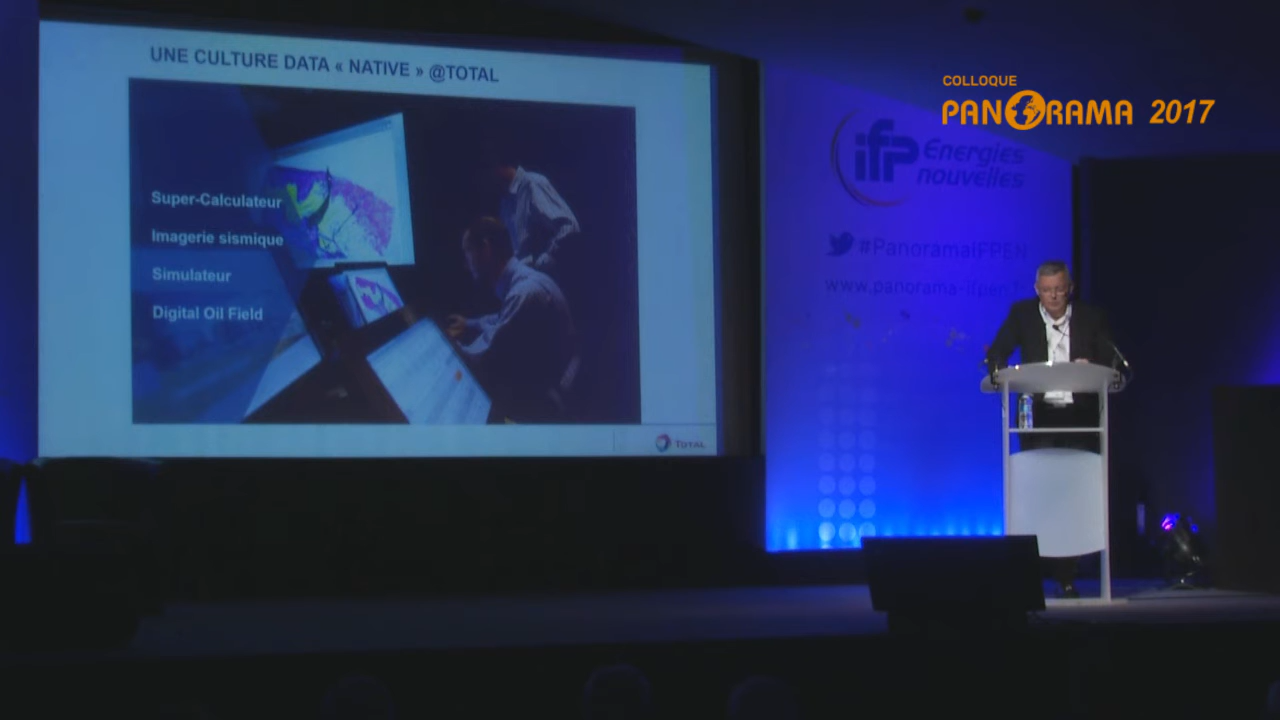 UNE CULTURE DATA « NATIVE » @TOTAL
Super-Calculateur
Imagerie sismique
Simulateur
Digital Oil Field
TOTAL
COLLOQUE
PANORAMA 2017
ifp Energies
nouvelles
#PanoramaIFPEN
www.panorama-ifpen.